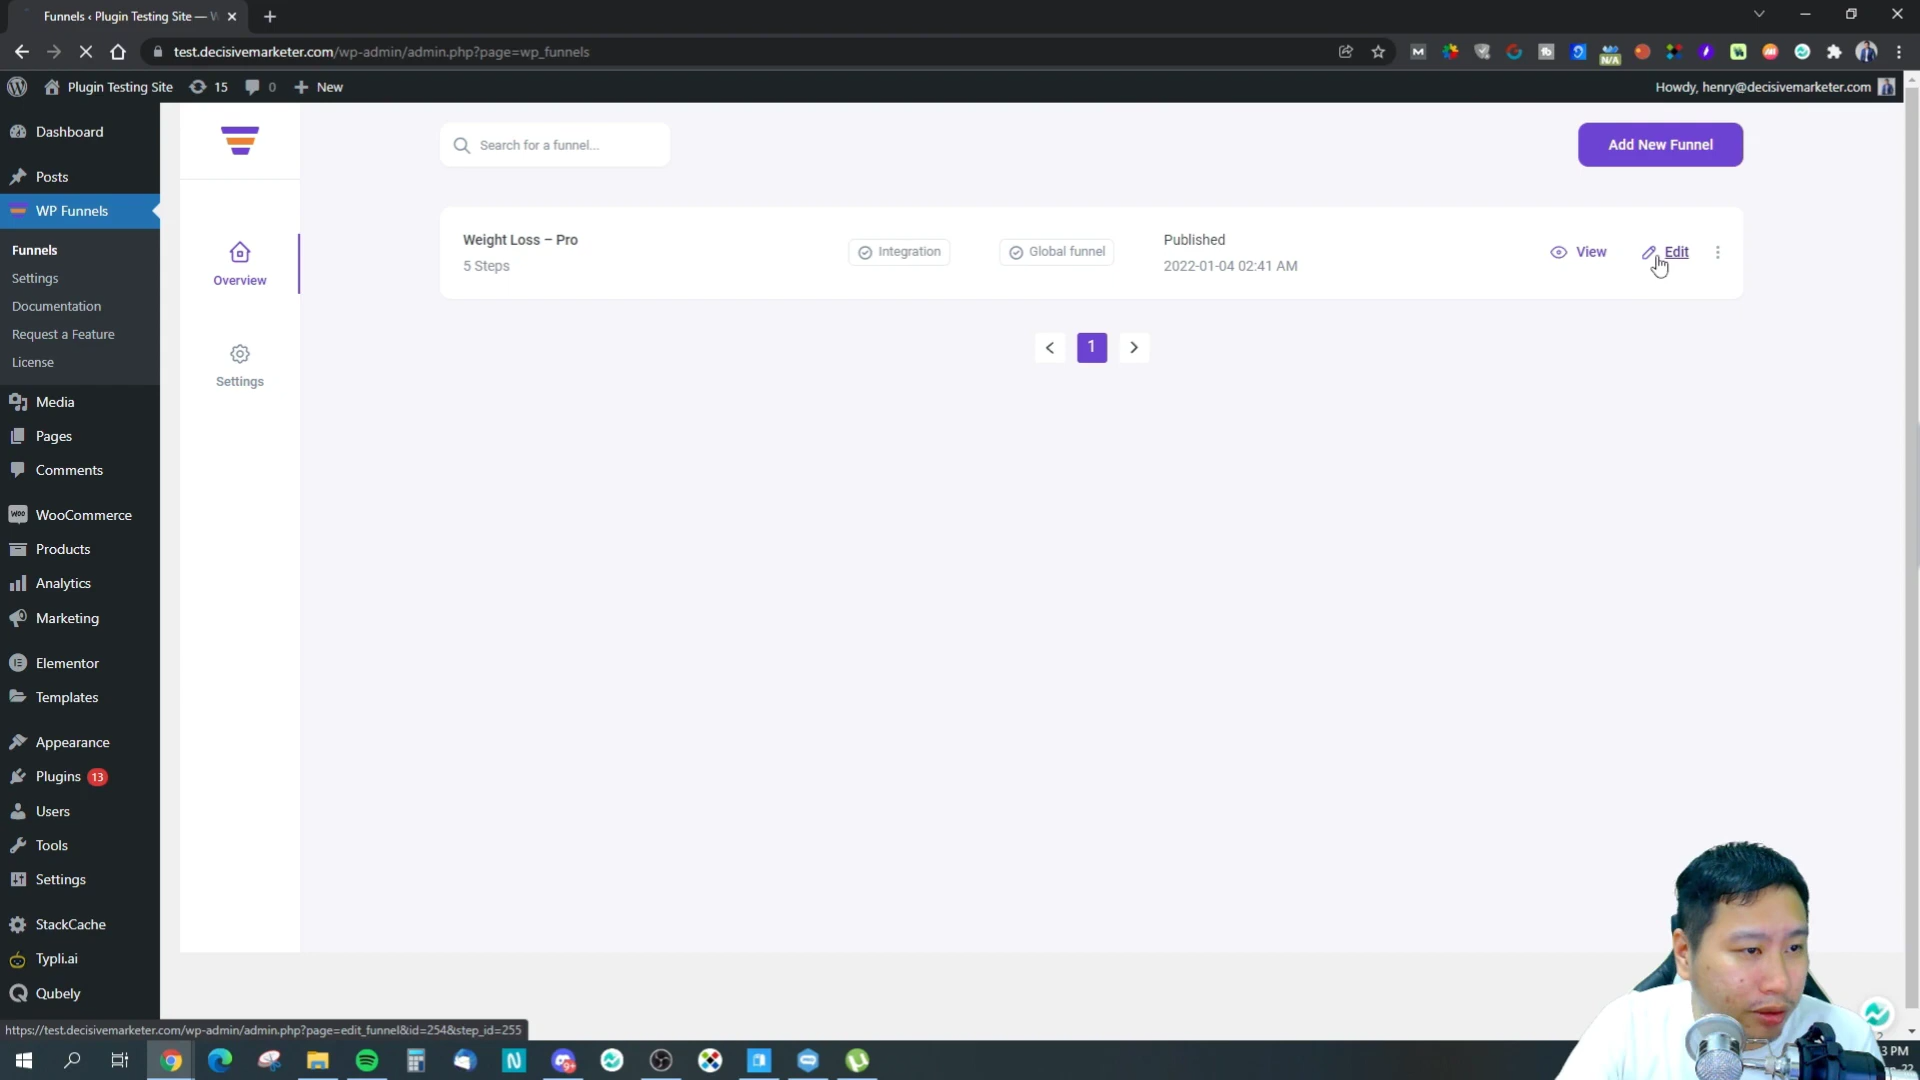 Funnels ‹ Plugin Testing Site — W
test.decisivemarketer.com/wp-admin/admin.php?page=wp_funnels
N/A
Plugin Testing Site
15
0
New
Howdy, henry@decisivemarketer.com
Dashboard
Posts
WP Funnels
Funnels
Settings
Documentation
Request a Feature
License
Media
Pages
Comments
WooCommerce
Products
Analytics
Marketing
Elementor
Templates
Appearance
Plugins 13
Users
Tools
Settings
StackCache
Typli.ai
Qubely
Overview
Settings
Search for a funnel...
Add New Funnel
Weight Loss – Pro
5 Steps
Integration
Global funnel
Published
2022-01-04 02:41 AM
View
Edit
1
https://test.decisivemarketer.com/wp-admin/admin.php?page=edit_funnel&id=254&step_id=255
3 PM